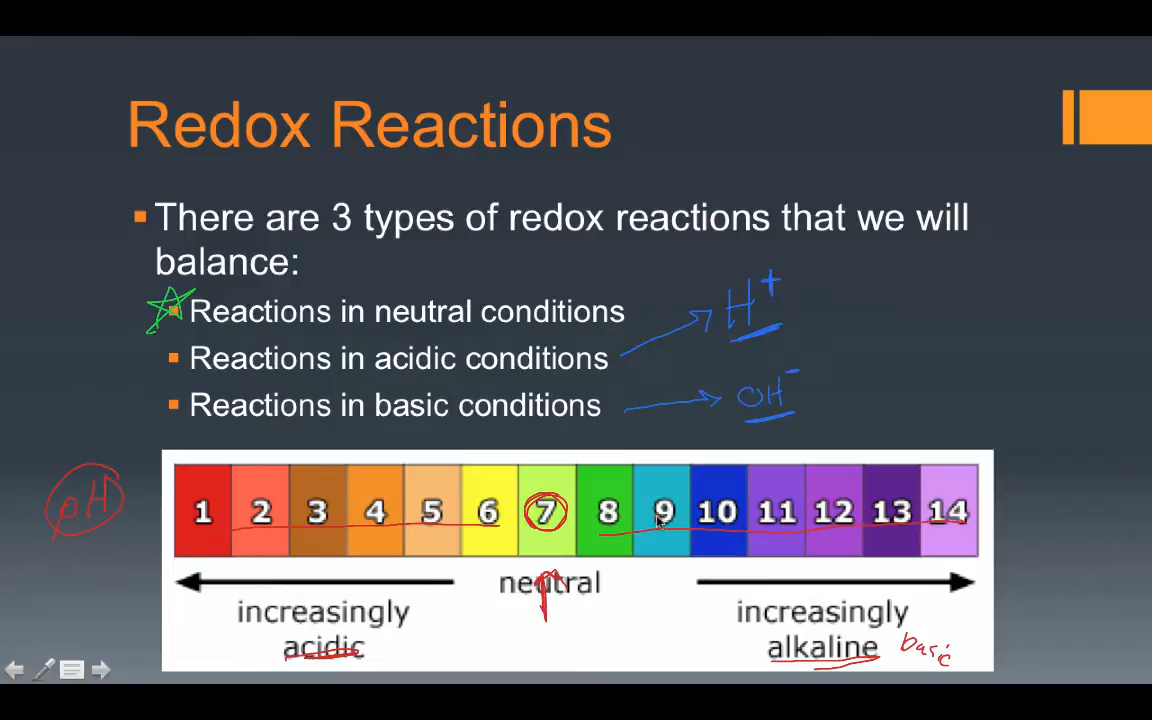 Redox Reactions
There are 3 types of redox reactions that we will
balance:
Reactions in neutral conditions
Reactions in acidic conditions
Reactions in basic conditions
H+
OH-
pH
1 2 3 4 5 6 7 8 9 10 11 12 13 14
neutral
increasingly
acidic
increasingly
alkaline
basic